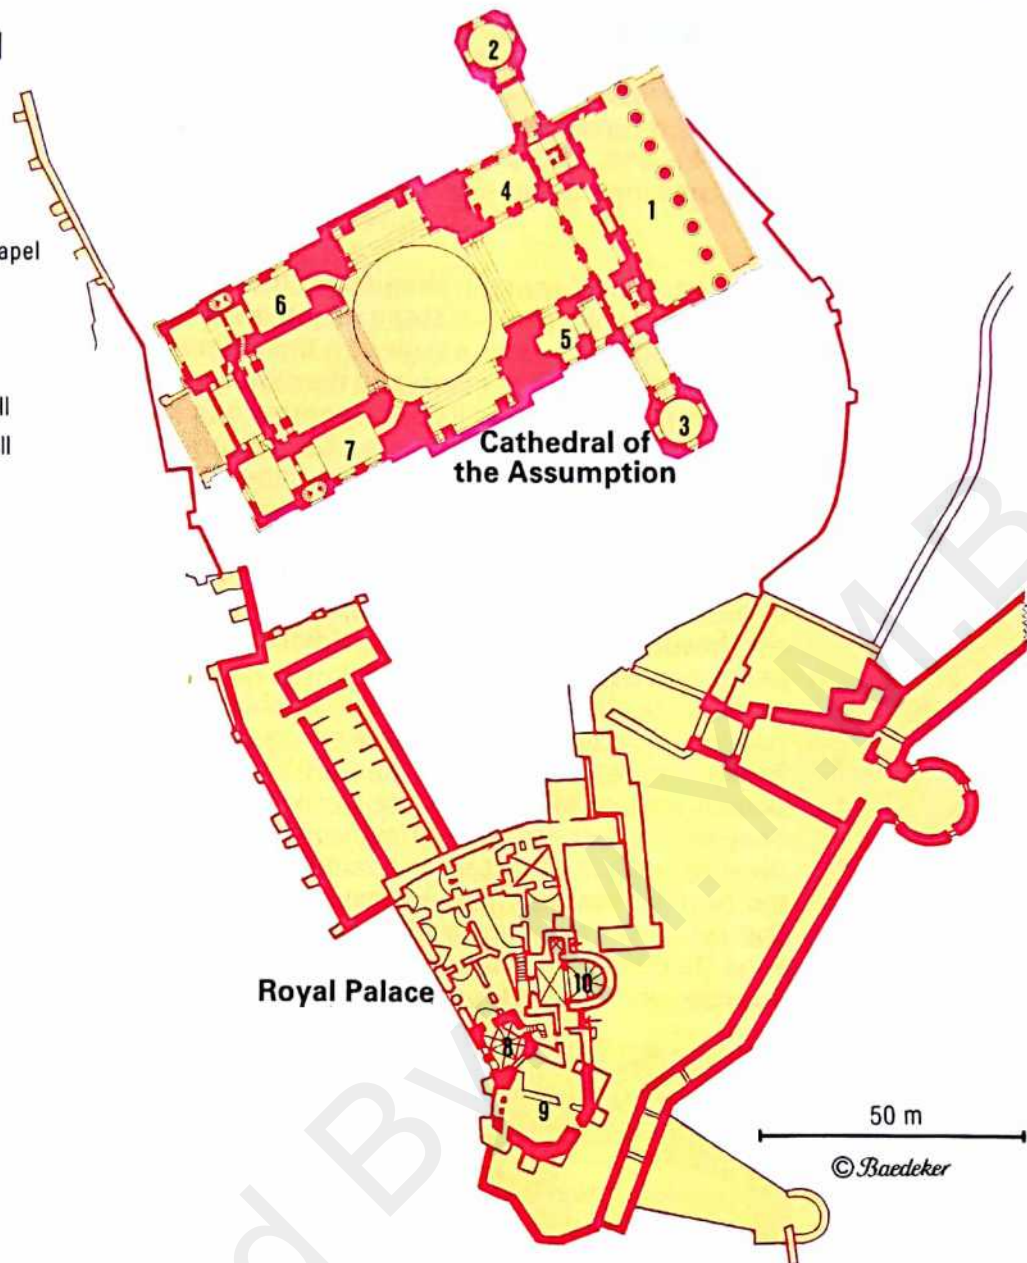 apel
ll
ll
2
4
1
6
5
7
3
Cathedral of
the Assumption
Royal Palace
10
8
9
50 m
© Baedeker